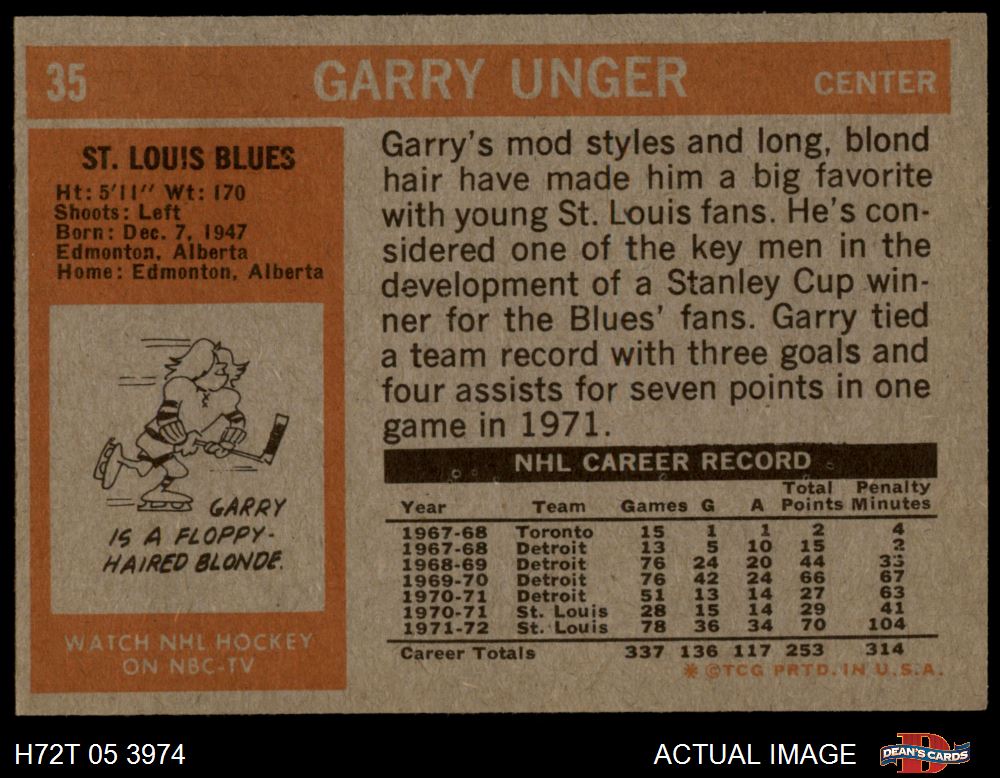 35 GARRY UNGER CENTER
ST. LOUIS BLUES
Ht: 5'11" Wt: 170
Shoots: Left
Born: Dec. 7, 1947
Edmonton, Alberta
Home: Edmonton, Alberta
GARRY
IS A FLOPPY-
HAIRED BLONDE.
WATCH NHL HOCKEY
ON NBC-TV
Garry's mod styles and long, blond
hair have made him a big favorite
with young St. Louis fans. He's con-
sidered one of the key men in the
development of a Stanley Cup win-
ner for the Blues' fans. Garry tied
a team record with three goals and
four assists for seven points in one
game in 1971.
NHL CAREER RECORD
Total Penalty
Year Team Games G A Points Minutes
1967-68 Toronto 15 1 1 2 4
1967-68 Detroit 13 5 10 15 2
1968-69 Detroit 76 24 20 44 33
1969-70 Detroit 76 42 24 66 67
1970-71 Detroit 51 13 14 27 63
1970-71 St. Louis 28 15 14 29 41
1971-72 St. Louis 78 36 34 70 104
Career Totals 337 136 117 253 314
* ©TCG PRTD. IN U.S.A.
H72T 05 3974 ACTUAL IMAGE DEAN'S CARDS